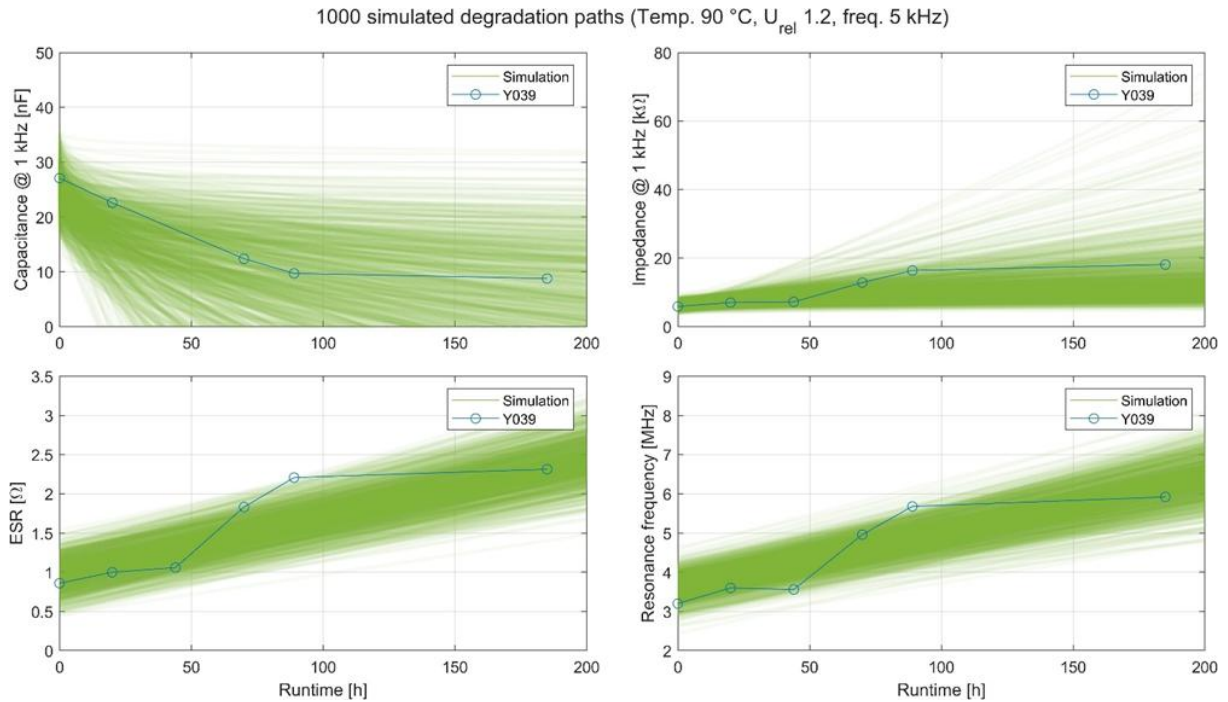 1000 simulated degradation paths (Temp. 90 °C, U_rel 1.2, freq. 5 kHz)
Capacitance @ 1 kHz [nF]
50
40
30
20
10
0
0 50 100 150 200
Simulation
Y039
Impedance @ 1 kHz [kΩ]
80
60
40
20
0
0 50 100 150 200
Simulation
Y039
ESR [Ω]
3.5
3
2.5
2
1.5
1
0.5
0
0 50 100 150 200
Runtime [h]
Simulation
Y039
Resonance frequency [MHz]
9
8
7
6
5
4
3
2
0 50 100 150 200
Runtime [h]
Simulation
Y039